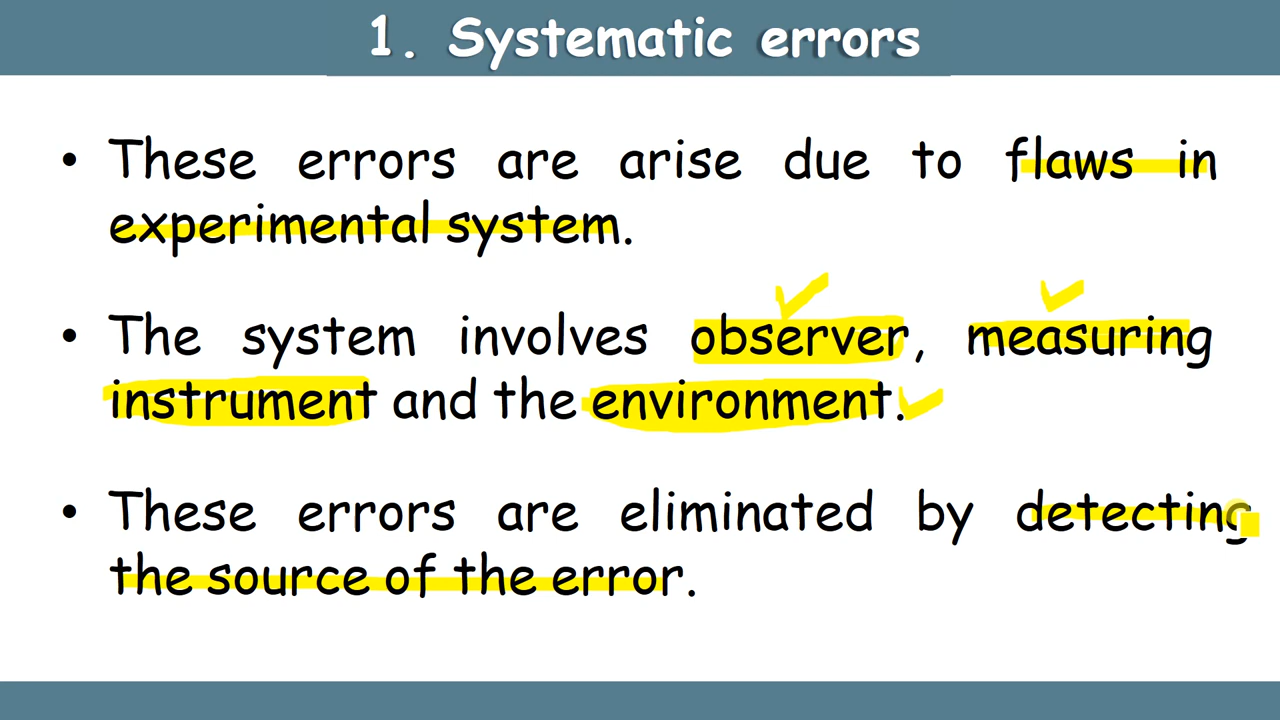 1. Systematic errors
• These errors are arise due to flaws in
experimental system.
• The system involves observer, measuring
instrument and the environment.
• These errors are eliminated by detecting
the source of the error.